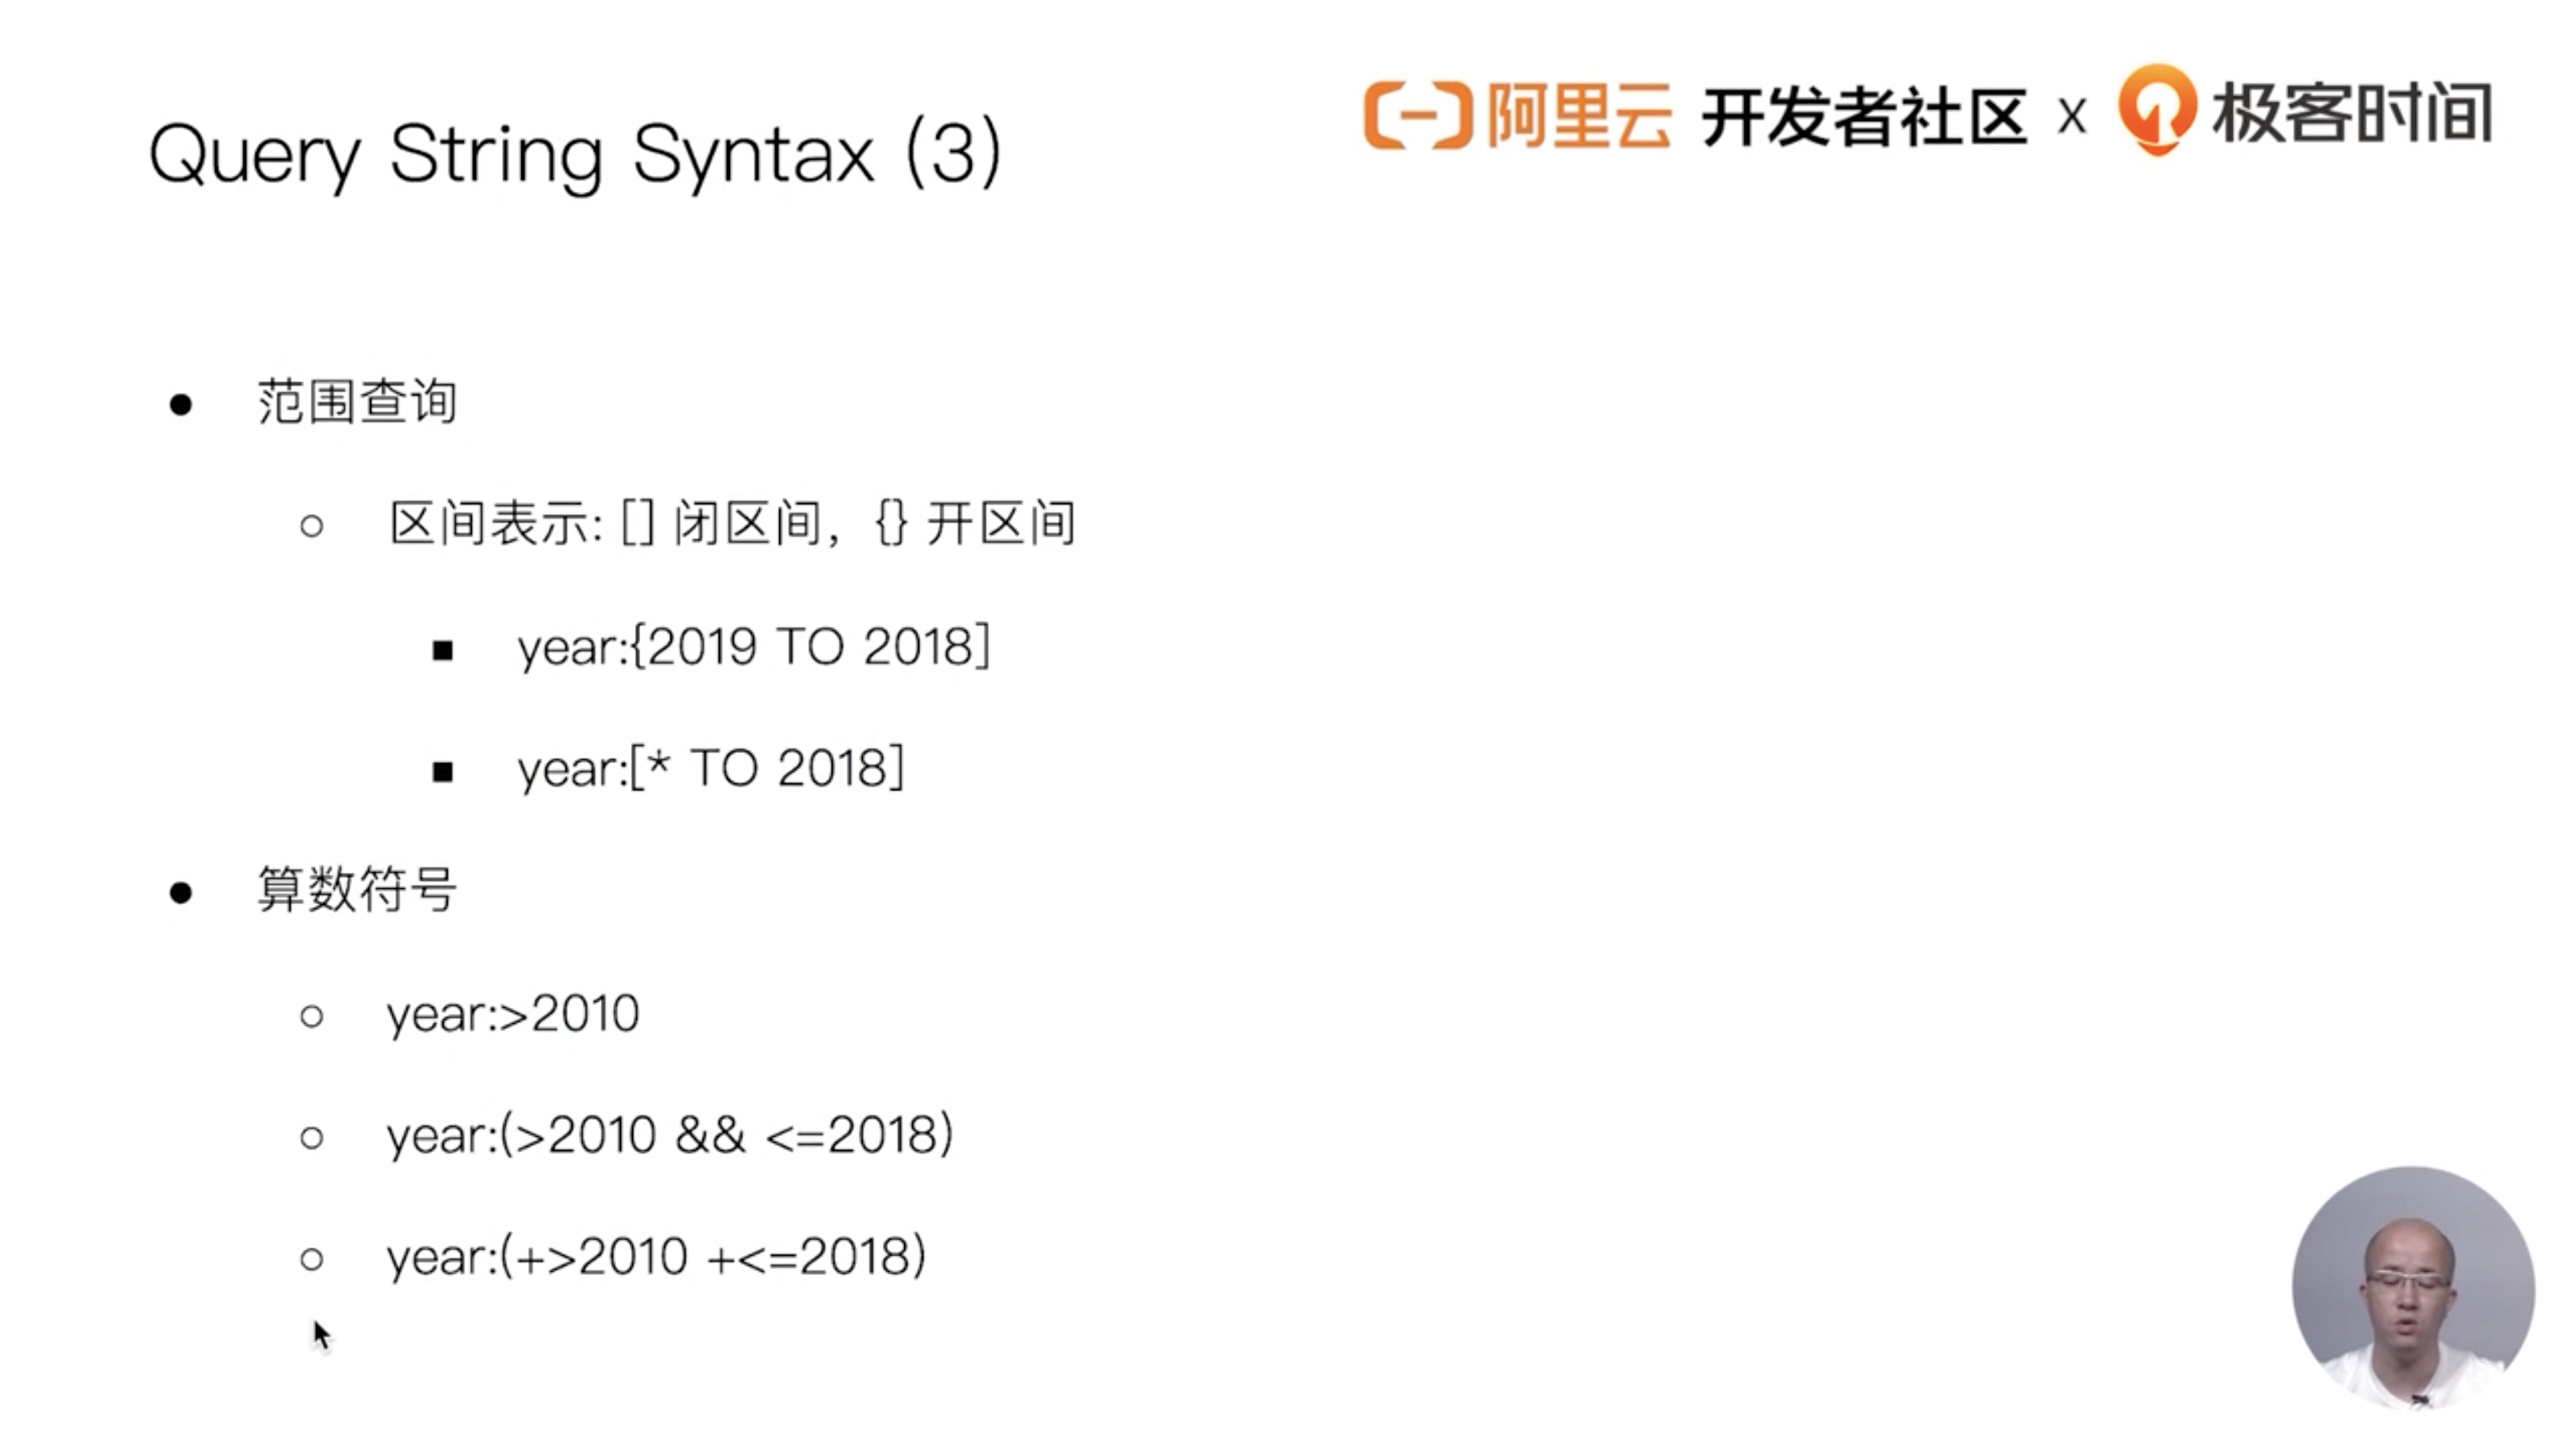 阿里云 开发者社区 x 极客时间
Query String Syntax (3)
范围查询
区间表示: [] 闭区间，{} 开区间
year:{2019 TO 2018]
year:[* TO 2018]
算数符号
year:>2010
year:(>2010 && <=2018)
year:(+>2010 +<=2018)